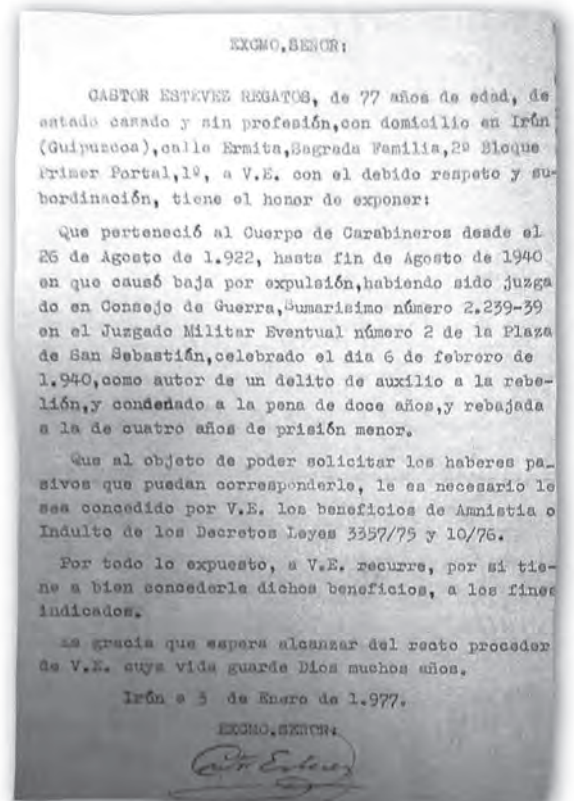 EXCMO,SEÑOR:
CASTOR ESTEVEZ REGATOS, de 77 años de edad, de
estado casado y sin profesión,con domicilio en Irún
(Guipuzcoa),calle Ermita,Sagrada Familia,2º Bloque
Primer Portal,1º, a V.E. con el debido respeto y su-
bordinación, tiene el honor de exponer:
Que perteneció al Cuerpo de Carabineros desde el
26 de Agosto de 1.922, hasta fin de Agosto de 1940
en que causó baja por expulsión,habiendo sido juzga
do en Consejo de Guerra,Sumarisimo número 2.239-39
en el Juzgado Militar Eventual número 2 de la Plaza
de San Sebastián,celebrado el dia 6 de febrero de
1.940,como autor de un delito de auxilio a la rebe-
lión,y condenado a la pena de doce años,y rebajada
a la de cuatro años de prisión menor.
Que al objeto de poder solicitar los haberes pa_
sivos que puedan corresponderle, le es necesario le
sea concedido por V.E. los beneficios de Amnistia o
Indulto de los Decretos Leyes 3357/75 y 10/76.
Por todo lo expuesto, a V.E. recurre, por si tie-
ne a bien concederle dichos beneficios, a los fines
indicados.
Es gracia que espera alcanzar del recto proceder
de V.E. cuya vida guarde Dios muchos años.
Irún a 3 de Enero de 1.977.
EXCMO,SEÑOR:
Castor Estevez